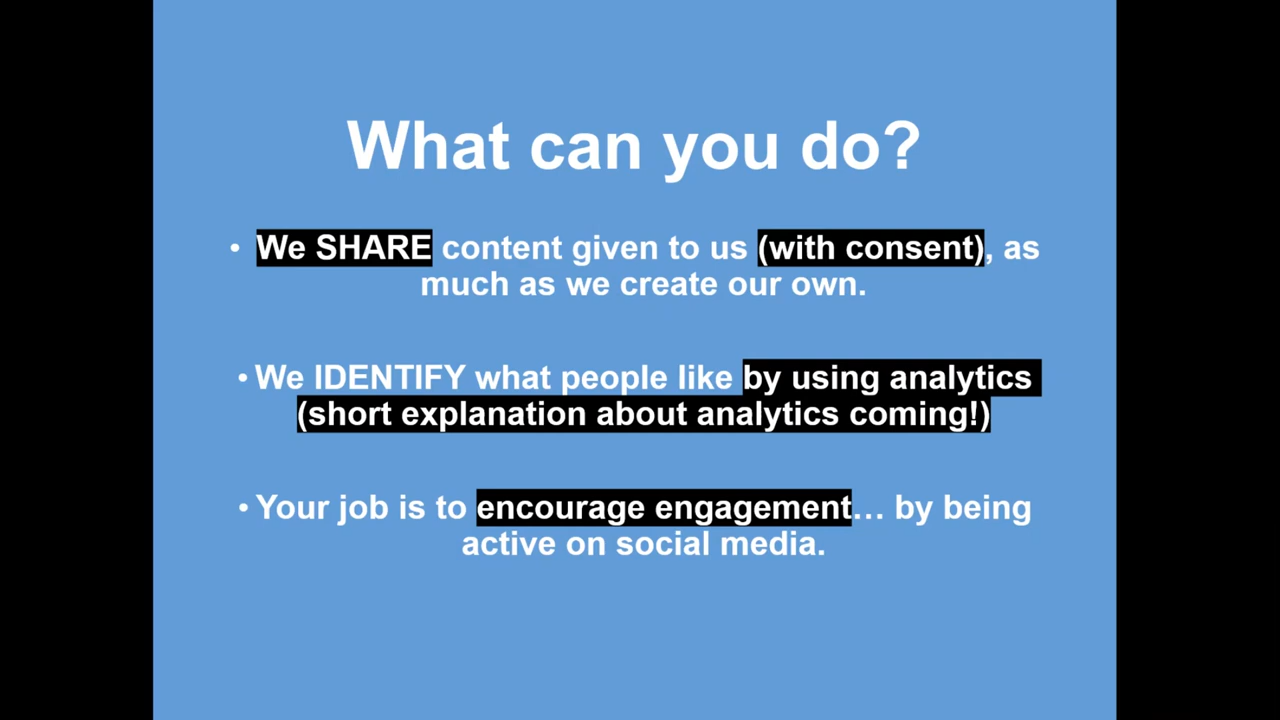 What can you do?
• We SHARE content given to us (with consent), as
much as we create our own.
• We IDENTIFY what people like by using analytics
(short explanation about analytics coming!)
• Your job is to encourage engagement… by being
active on social media.